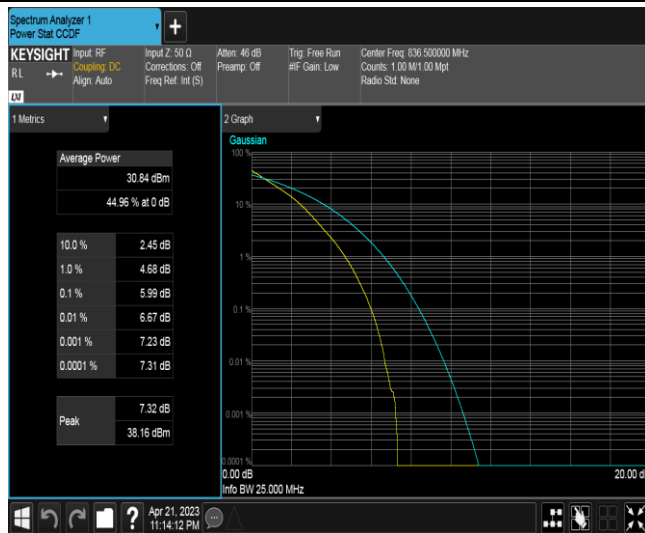 Spectrum Analyzer 1
Power Stat CCDF
+
KEYSIGHT
RL
Input: RF
Coupling: DC
Align: Auto
Input Z: 50 Ω
Corrections: Off
Freq Ref: Int (S)
Atten: 46 dB
Preamp: Off
Trig: Free Run
#IF Gain: Low
Center Freq: 836.500000 MHz
Counts: 1.00 M/1.00 Mpt
Radio Std: None
LXI
1 Metrics
Average Power
30.84 dBm
44.96 % at 0 dB
10.0 % 2.45 dB
1.0 % 4.68 dB
0.1 % 5.99 dB
0.01 % 6.67 dB
0.001 % 7.23 dB
0.0001 % 7.31 dB
Peak
7.32 dB
38.16 dBm
2 Graph
Gaussian
100 %
10 %
1 %
0.1 %
0.01 %
0.001 %
0.0001 %
0.00 dB
20.00 d
Info BW 25.000 MHz
?
Apr 21, 2023
11:14:12 PM